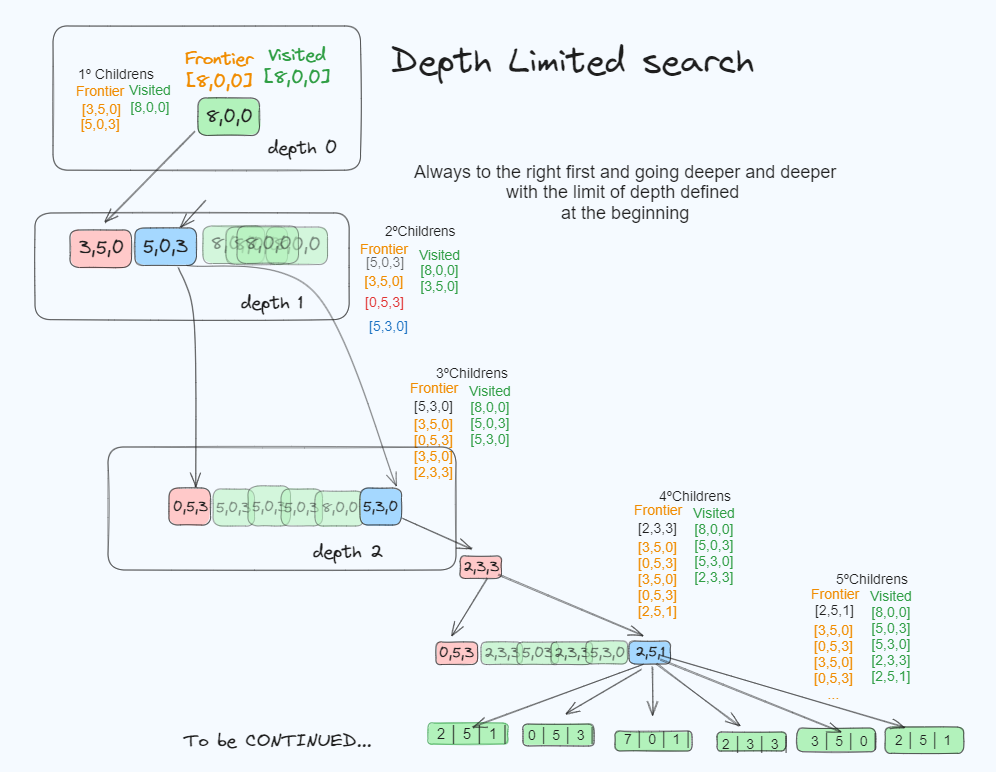 Depth Limited search
Always to the right first and going deeper and deeper
with the limit of depth defined
at the beginning
1º Childrens
Frontier Visited
[3,5,0] [8,0,0]
[5,0,3]
Frontier Visited
[8,0,0] [8,0,0]
8,0,0
depth 0
3,5,0 5,0,3 8,0,0
depth 1
2ºChildrens
Frontier Visited
[5,0,3] [8,0,0]
[3,5,0] [3,5,0]
[0,5,3]
[5,3,0]
3ºChildrens
Frontier Visited
[5,3,0] [8,0,0]
[3,5,0] [5,0,3]
[0,5,3] [5,3,0]
[3,5,0]
[2,3,3]
0,5,3 5,0,3 5,0,3 5,0,3 8,0,0 5,3,0
depth 2
2,3,3
4ºChildrens
Frontier Visited
[2,3,3] [8,0,0]
[3,5,0] [5,0,3]
[0,5,3] [5,3,0]
[3,5,0] [2,3,3]
[0,5,3]
[2,5,1]
0,5,3 2,3,3 5,03 2,3,3 5,3,0 2,5,1
5ºChildrens
Frontier Visited
[2,5,1] [8,0,0]
[3,5,0] [5,0,3]
[0,5,3] [5,3,0]
[3,5,0] [2,3,3]
[0,5,3] [2,5,1]
...
2 | 5 | 1 | 0 | 5 | 3 7 | 0 | 1 | 2 | 3 | 3 | 3 | 5 | 0 2 | 5 | 1
To be CONTINUED...